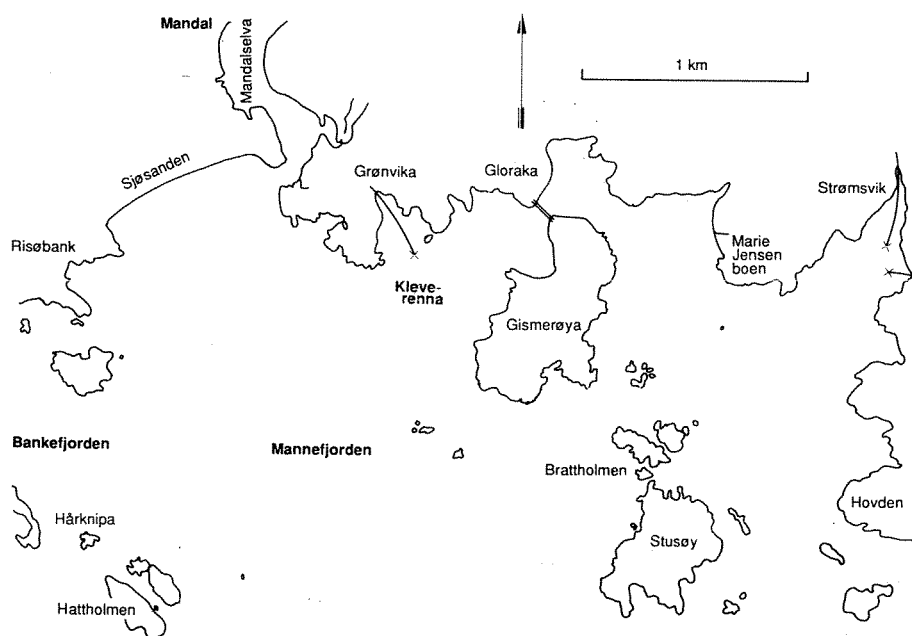 Mandal
Mandalselva
1 km
Sjøsanden
Grønvika
Gloraka
Strømsvik
Risøbank
Marie
Jensen
boen
Kleve-
renna
Gismerøya
Bankefjorden
Mannefjorden
Brattholmen
Hovden
Hårknipa
Stusøy
Hattholmen